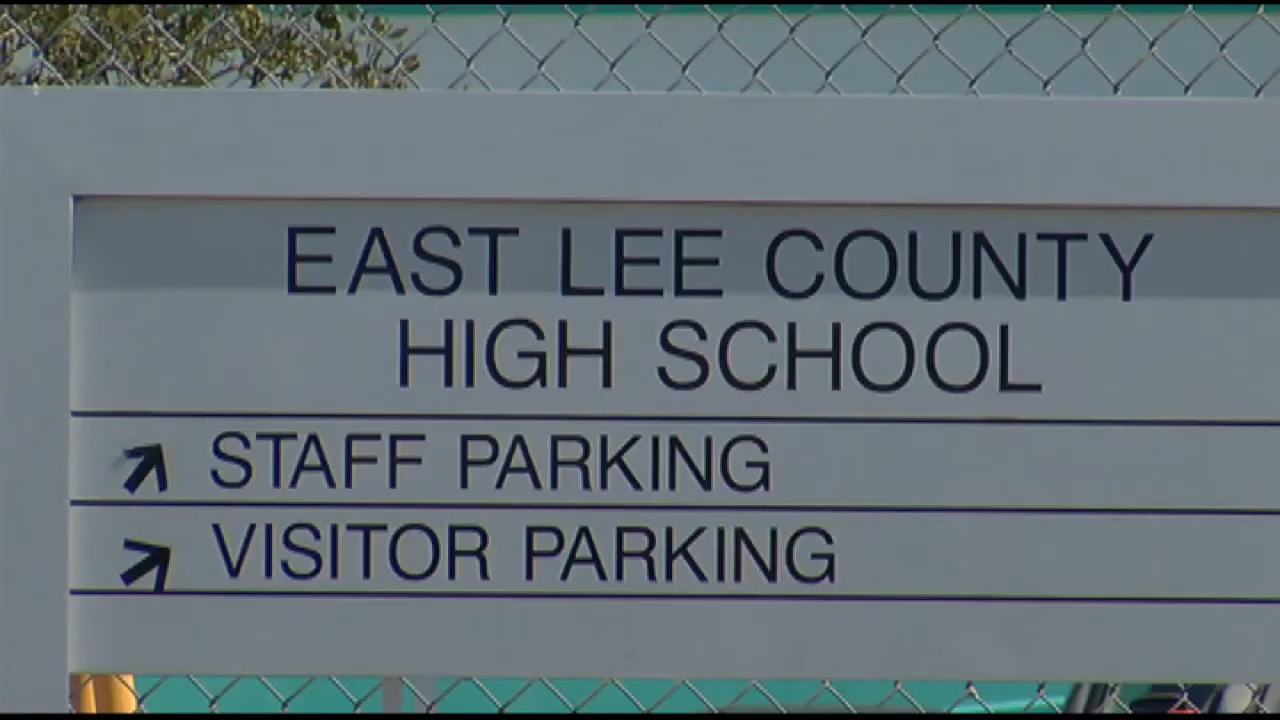 EAST LEE COUNTY
HIGH SCHOOL
STAFF PARKING
VISITOR PARKING